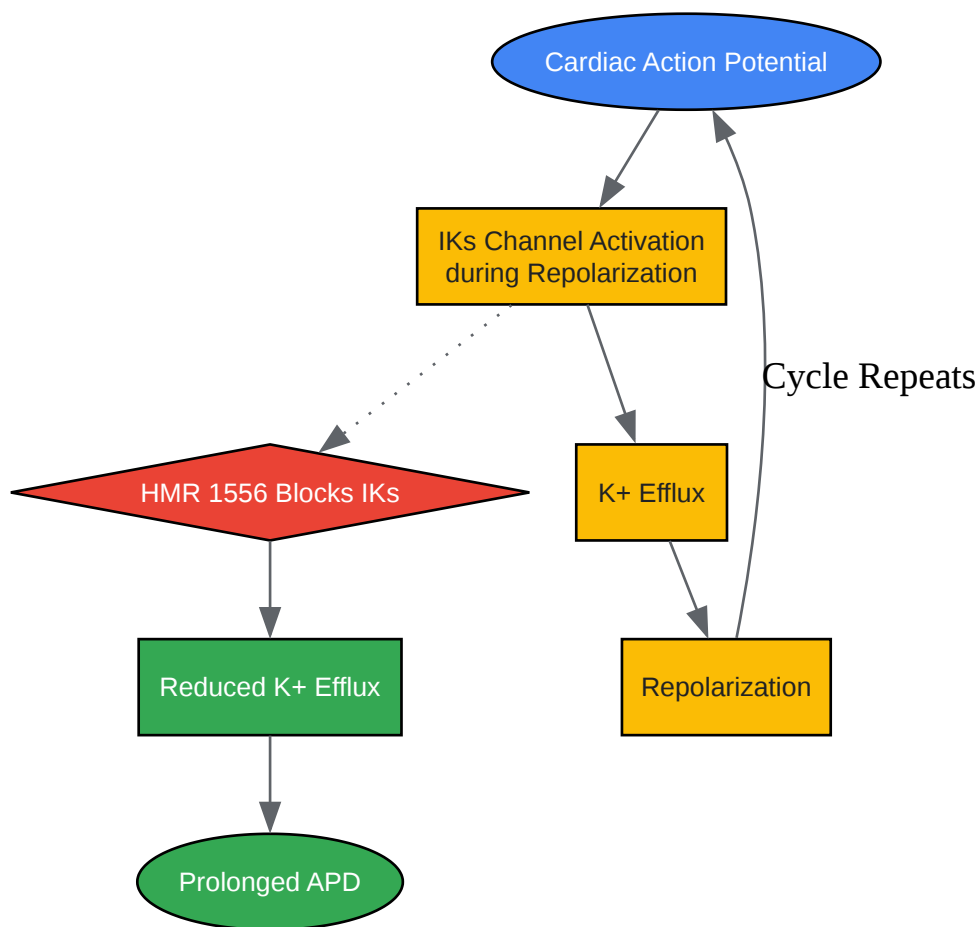 Cardiac Action Potential
IKs Channel Activation
during Repolarization
Cycle Repeats
HMR 1556 Blocks IKs
K+ Efflux
Reduced K+ Efflux
Repolarization
Prolonged APD